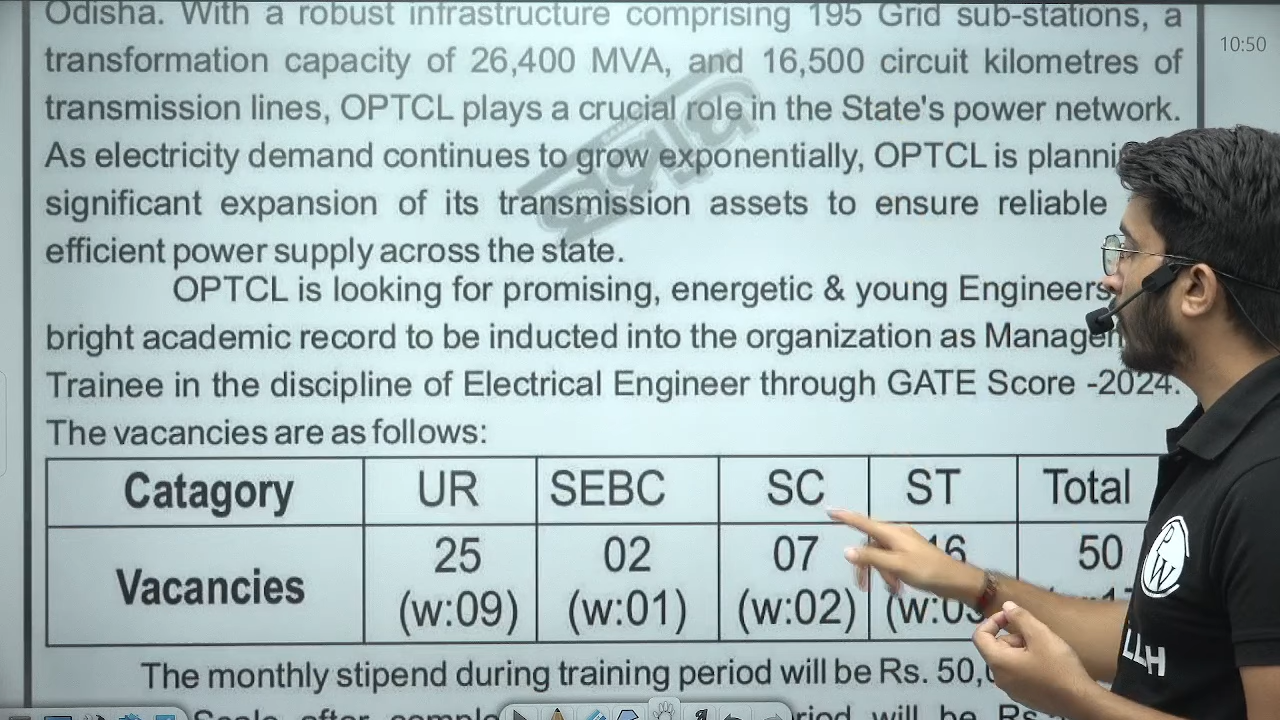 Odisha. With a robust infrastructure comprising 195 Grid sub-stations, a
10:50
transformation capacity of 26,400 MVA, and 16,500 circuit kilometres of
transmission lines, OPTCL plays a crucial role in the State's power network.
As electricity demand continues to grow exponentially, OPTCL is
significant expansion of its transmission assets to ensure reliable
efficient power supply across the state.
OPTCL is looking for promising, energetic & young Engineers
bright academic record to be inducted into the organization as
Trainee in the discipline of Electrical Engineer through GATE Score -2024.
The vacancies are as follows:
Catagory UR SEBC SC ST Total
Vacancies 25 02 07 16 50
(w:09) (w:01) (w:02)
The monthly stipend during training period will be Rs.
PW